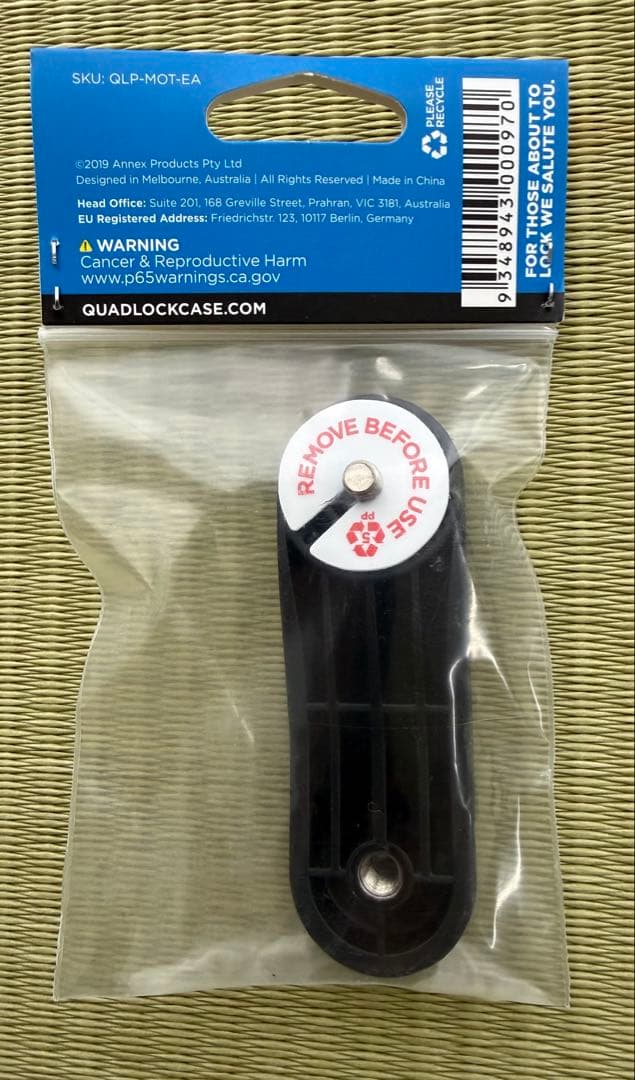 SKU: QLP-MOT-EA
PLEASE
RECYCLE
©2019 Annex Products Pty Ltd
Designed in Melbourne, Australia | All Rights Reserved | Made in China
Head Office: Suite 201, 168 Greville Street, Prahran, VIC 3181, Australia
EU Registered Address: Friedrichstr. 123, 10117 Berlin, Germany
WARNING
Cancer & Reproductive Harm
www.p65warnings.ca.gov
QUADLOCKCASE.COM
9 348943 000970
FOR THOSE ABOUT TO
LOCK WE SALUTE YOU.
REMOVE BEFORE USE
5
PP